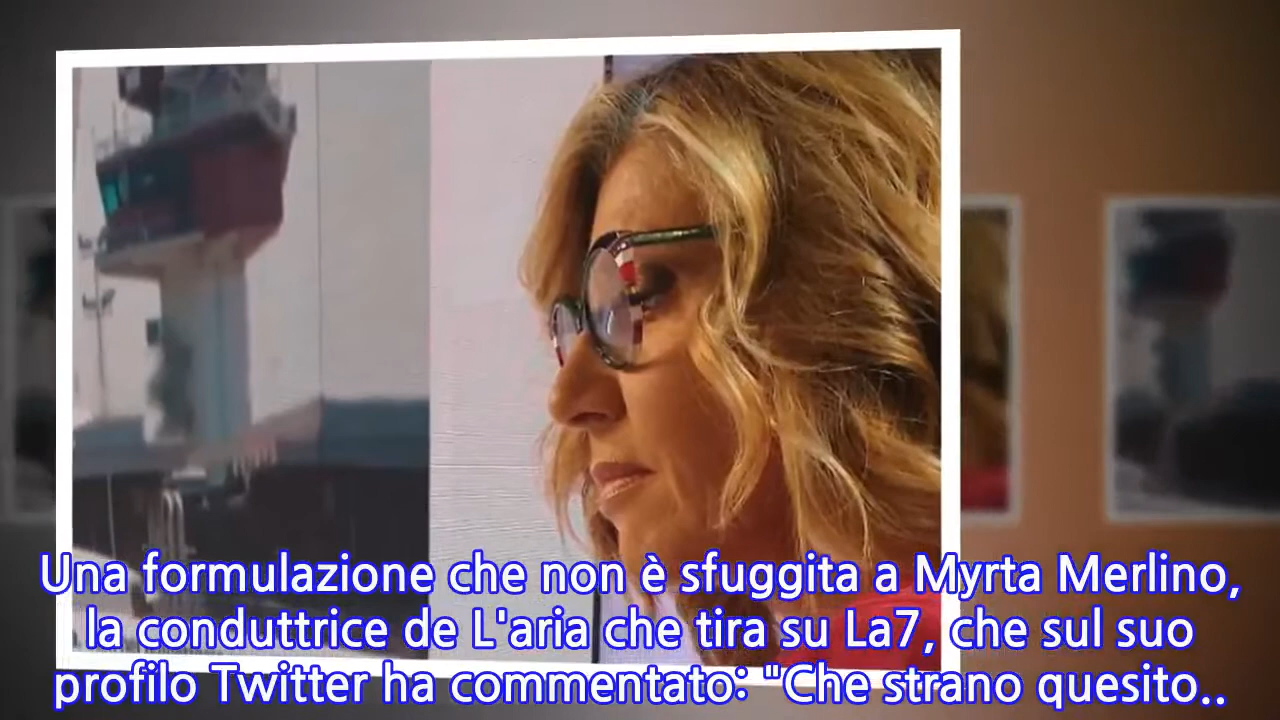 Una formulazione che non è sfuggita a Myrta Merlino,
la conduttrice de L'aria che tira su La7, che sul suo
profilo Twitter ha commentato: "Che strano quesito..